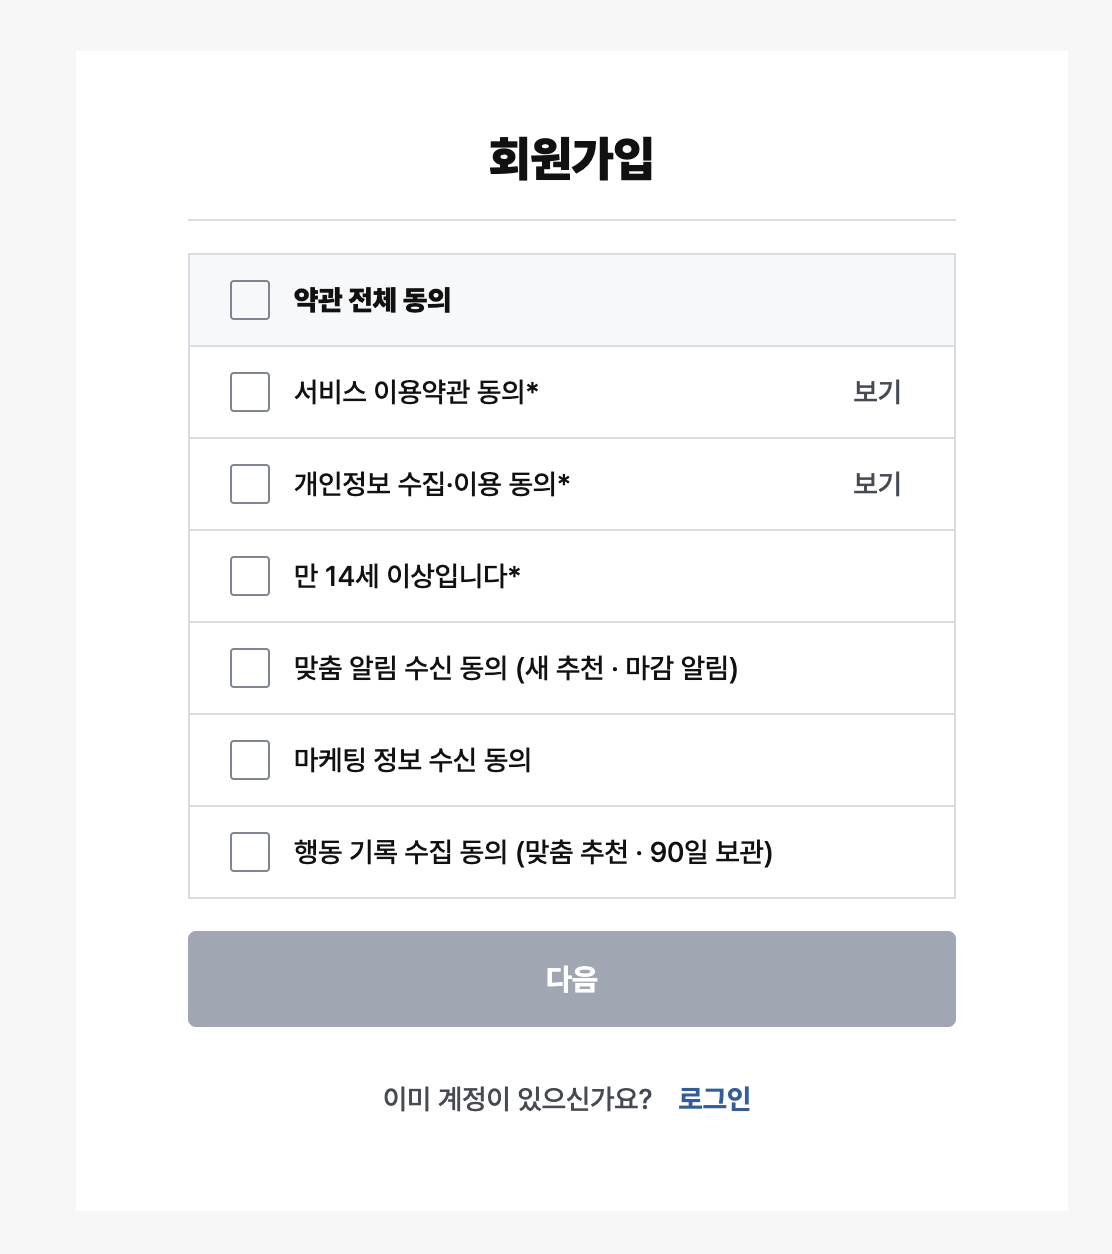 회원가입
약관 전체 동의
서비스 이용약관 동의* 보기
개인정보 수집·이용 동의* 보기
만 14세 이상입니다*
맞춤 알림 수신 동의 (새 추천 · 마감 알림)
마케팅 정보 수신 동의
행동 기록 수집 동의 (맞춤 추천 · 90일 보관)
다음
이미 계정이 있으신가요? 로그인